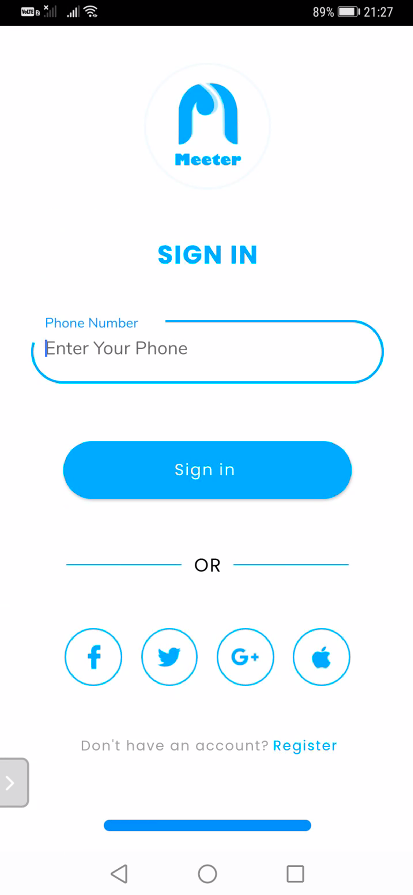 89% 21:27
Meeter
SIGN IN
Phone Number
Enter Your Phone
Sign in
OR
G+
Don't have an account? Register